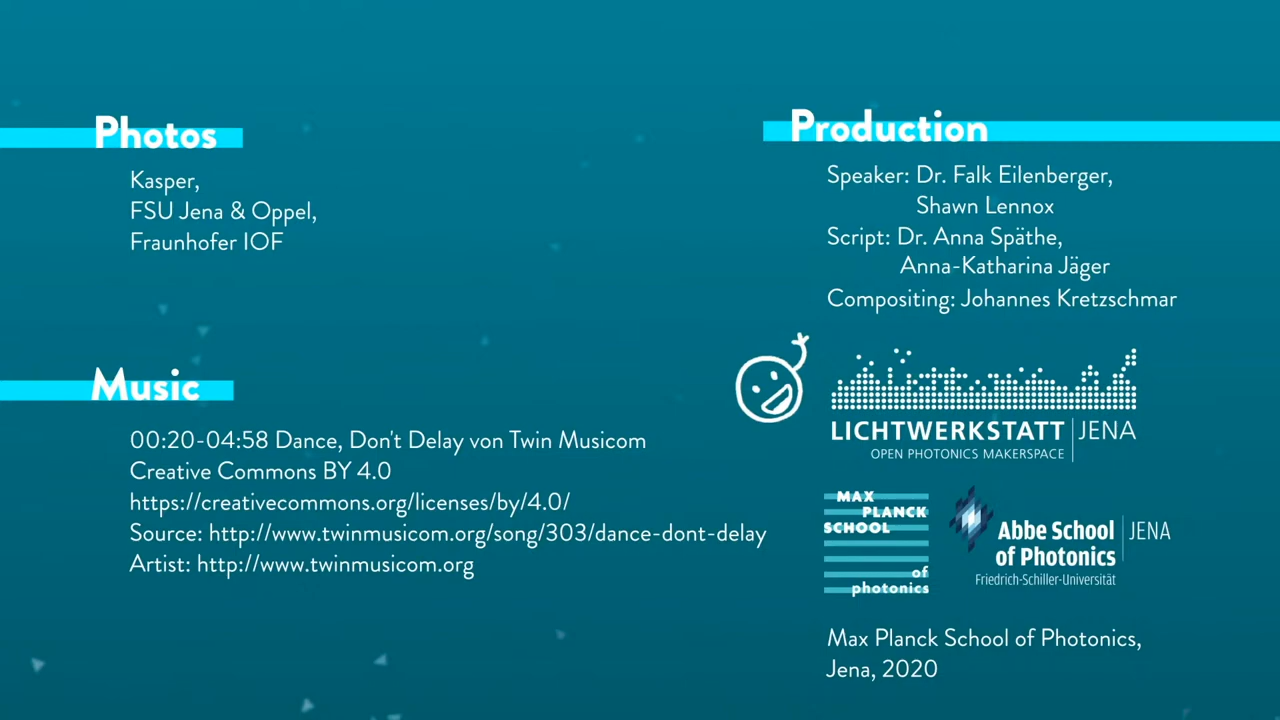 Photos
Kasper,
FSU Jena & Oppel,
Fraunhofer IOF
Music
00:20-04:58 Dance, Don't Delay von Twin Musicom
Creative Commons BY 4.0
https://creativecommons.org/licenses/by/4.0/
Source: http://www.twinmusicom.org/song/303/dance-dont-delay
Artist: http://www.twinmusicom.org
Production
Speaker: Dr. Falk Eilenberger,
Shawn Lennox
Script: Dr. Anna Späthe,
Anna-Katharina Jäger
Compositing: Johannes Kretzschmar
LICHTWERKSTATT JENA
OPEN PHOTONICS MAKERSPACE
MAX
PLANCK
SCHOOL
of
photonics
Abbe School JENA
of Photonics
Friedrich-Schiller-Universität
Max Planck School of Photonics,
Jena, 2020